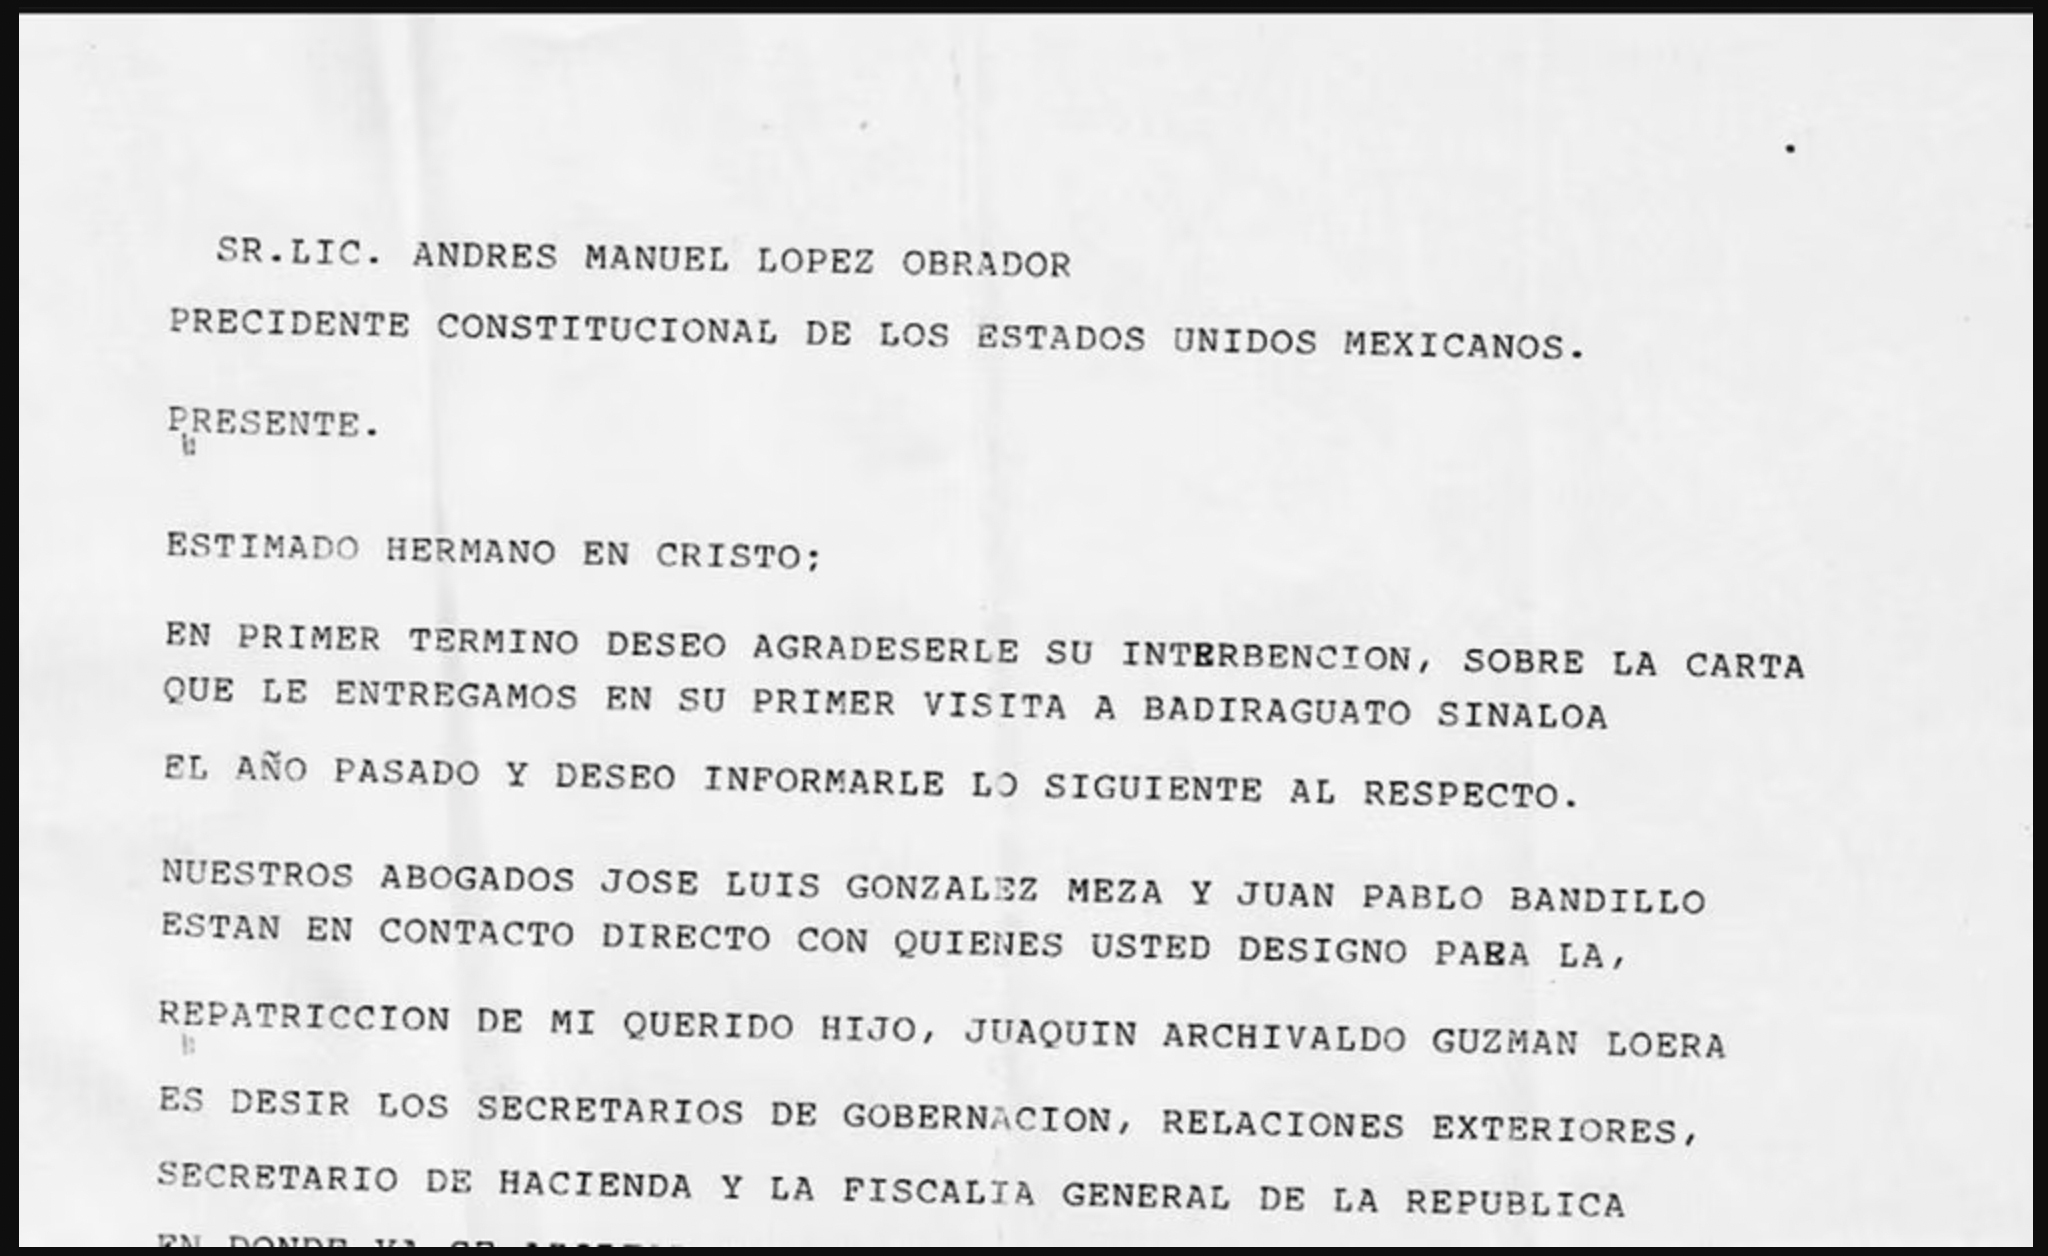 SR.LIC. ANDRES MANUEL LOPEZ OBRADOR
PRECIDENTE CONSTITUCIONAL DE LOS ESTADOS UNIDOS MEXICANOS.
PRESENTE.
ESTIMADO HERMANO EN CRISTO;
EN PRIMER TERMINO DESEO AGRADESERLE SU INTERBENCION, SOBRE LA CARTA
QUE LE ENTREGAMOS EN SU PRIMER VISITA A BADIRAGUATO SINALOA
EL AÑO PASADO Y DESEO INFORMARLE LO SIGUIENTE AL RESPECTO.
NUESTROS ABOGADOS JOSE LUIS GONZALEZ MEZA Y JUAN PABLO BANDILLO
ESTAN EN CONTACTO DIRECTO CON QUIENES USTED DESIGNO PARA LA,
REPATRICCION DE MI QUERIDO HIJO, JUAQUIN ARCHIVALDO GUZMAN LOERA
ES DESIR LOS SECRETARIOS DE GOBERNACION, RELACIONES EXTERIORES,
SECRETARIO DE HACIENDA Y LA FISCALIA GENERAL DE LA REPUBLICA
EN DONDE YA SE